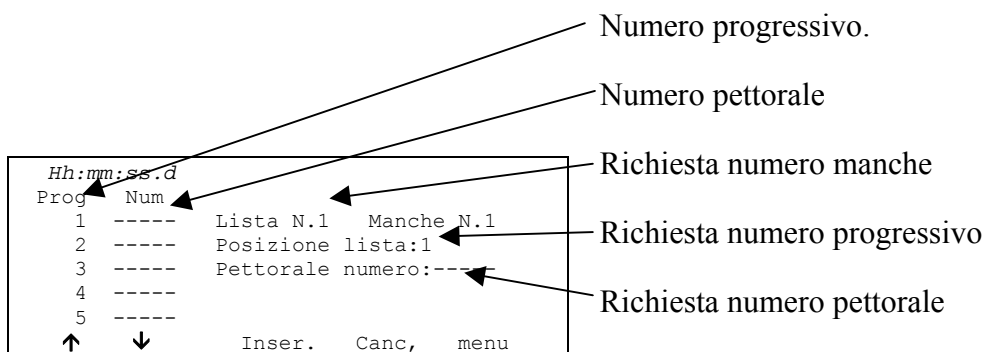 Numero progressivo.
Numero pettorale
Richiesta numero manche
Richiesta numero progressivo
Richiesta numero pettorale
Hh:mm:ss.d
Prog Num
1 ----- Lista N.1 Manche N.1
2 ----- Posizione lista:1
3 ----- Pettorale numero:-----
4 -----
5 -----
↑ ↓ Inser. Canc, menu